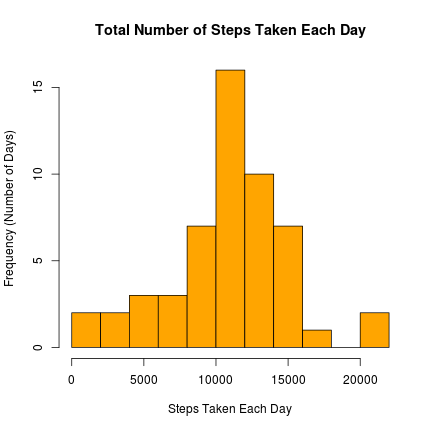 Total Number of Steps Taken Each Day
Frequency (Number of Days)
15
10
5
0
0 5000 10000 15000 20000
Steps Taken Each Day